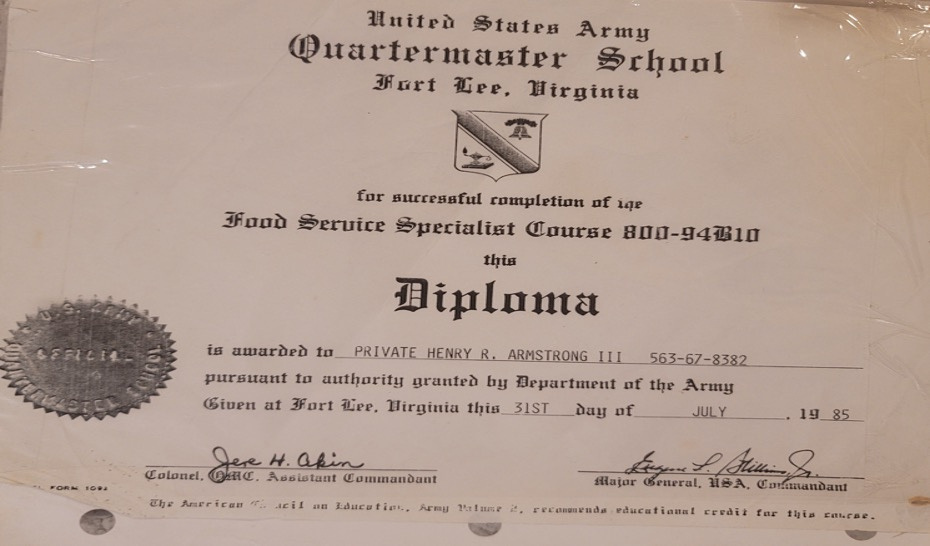 United States Army
Quartermaster School
Fort Lee, Virginia
for successful completion of the
Food Service Specialist Course 800-94B10
this
Diploma
is awarded to PRIVATE HENRY R. ARMSTRONG III 563-67-8382
pursuant to authority granted by Department of the Army
Given at Fort Lee, Virginia this 31ST day of JULY, 19 85
U.S. ARMY
OFFICIAL
Jere H. Akin
Colonel, QMC, Assistant Commandant
Major General, USA, Commandant
FORM
The American Council on Education, Army Volume 2, recommends educational credit for this course.